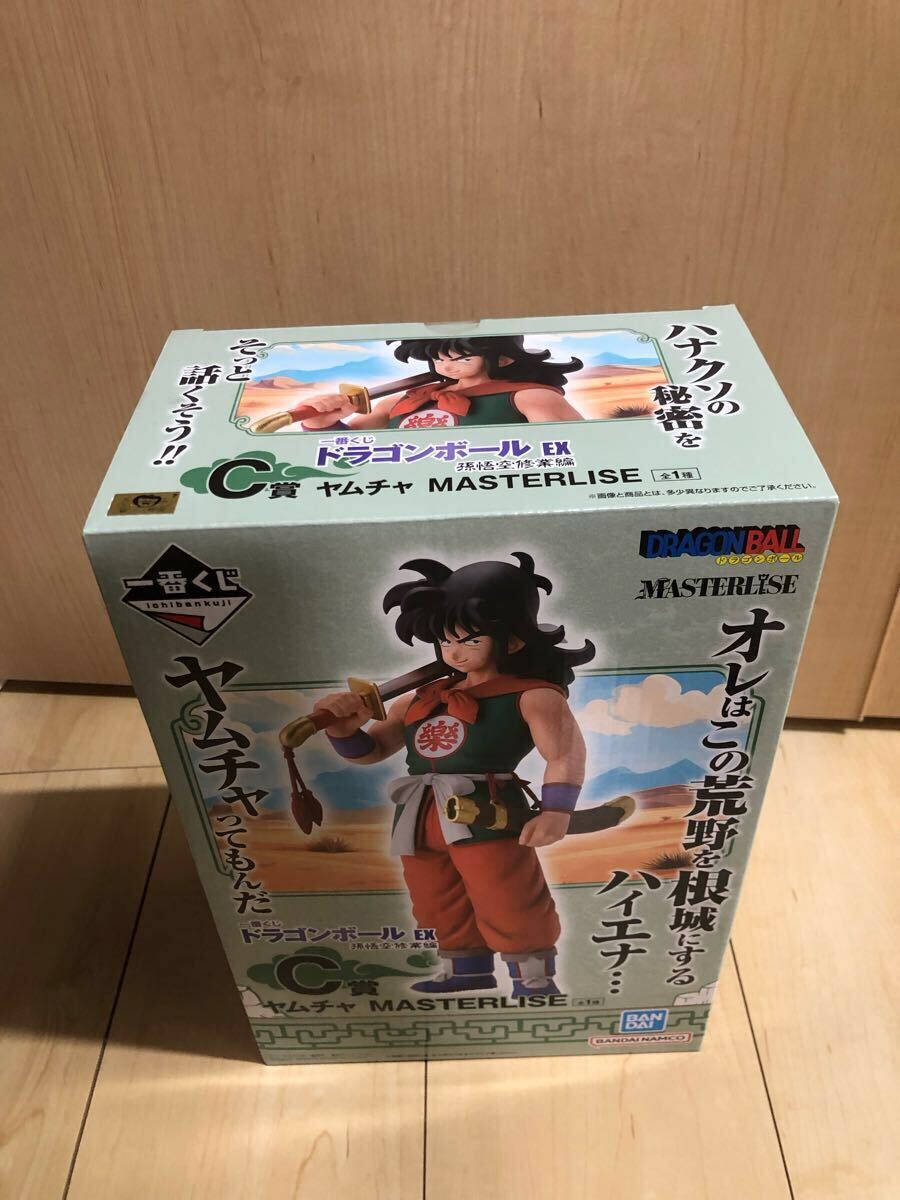 ハナクソの
秘密を
そっと
話くそう!!
樂
一番くじ
ドラゴンボール EX
孫悟空修業編
C賞 ヤムチャ MASTERLISE 全1種
※画像と商品とは、多少異なりますのでご了承ください。
一番くじ
ichibankuji
DRAGONBALL
ドラゴンボール
MASTERLISE
オレはこの荒野を根城にする
ハイエナ…
ヤムチャってもんだ
樂
一番くじ
ドラゴンボール EX
孫悟空修業編
C賞
ヤムチャ MASTERLISE 全1種
BAN
DAI
BANDAI NAMCO